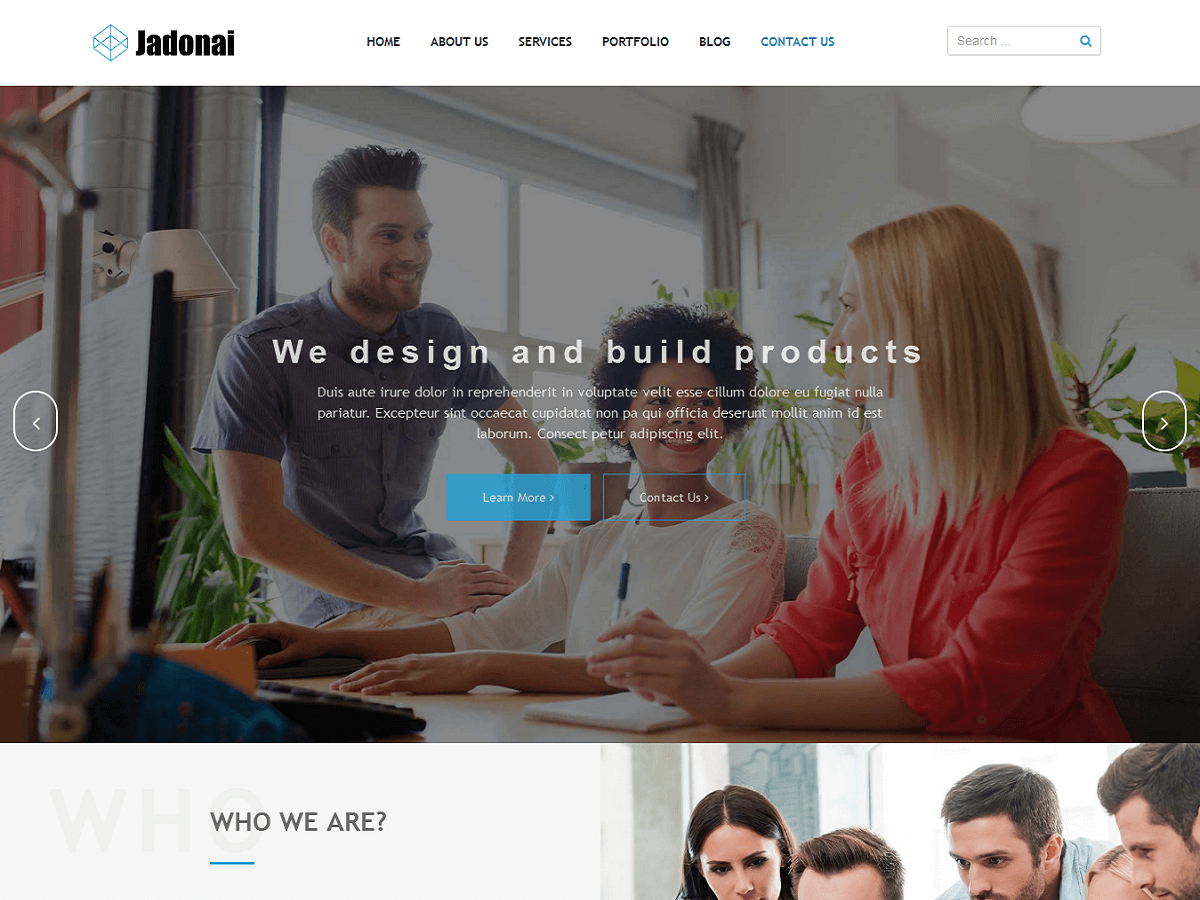 Jadonai
HOME ABOUT US SERVICES PORTFOLIO BLOG CONTACT US
Search ...
We design and build products
Duis aute irure dolor in reprehenderit in voluptate velit esse cillum dolore eu fugiat nulla
pariatur. Excepteur sint occaecat cupidatat non pa qui officia deserunt mollit anim id est
laborum. Consect petur adipiscing elit.
Learn More >
Contact Us >
WHO
WHO WE ARE?